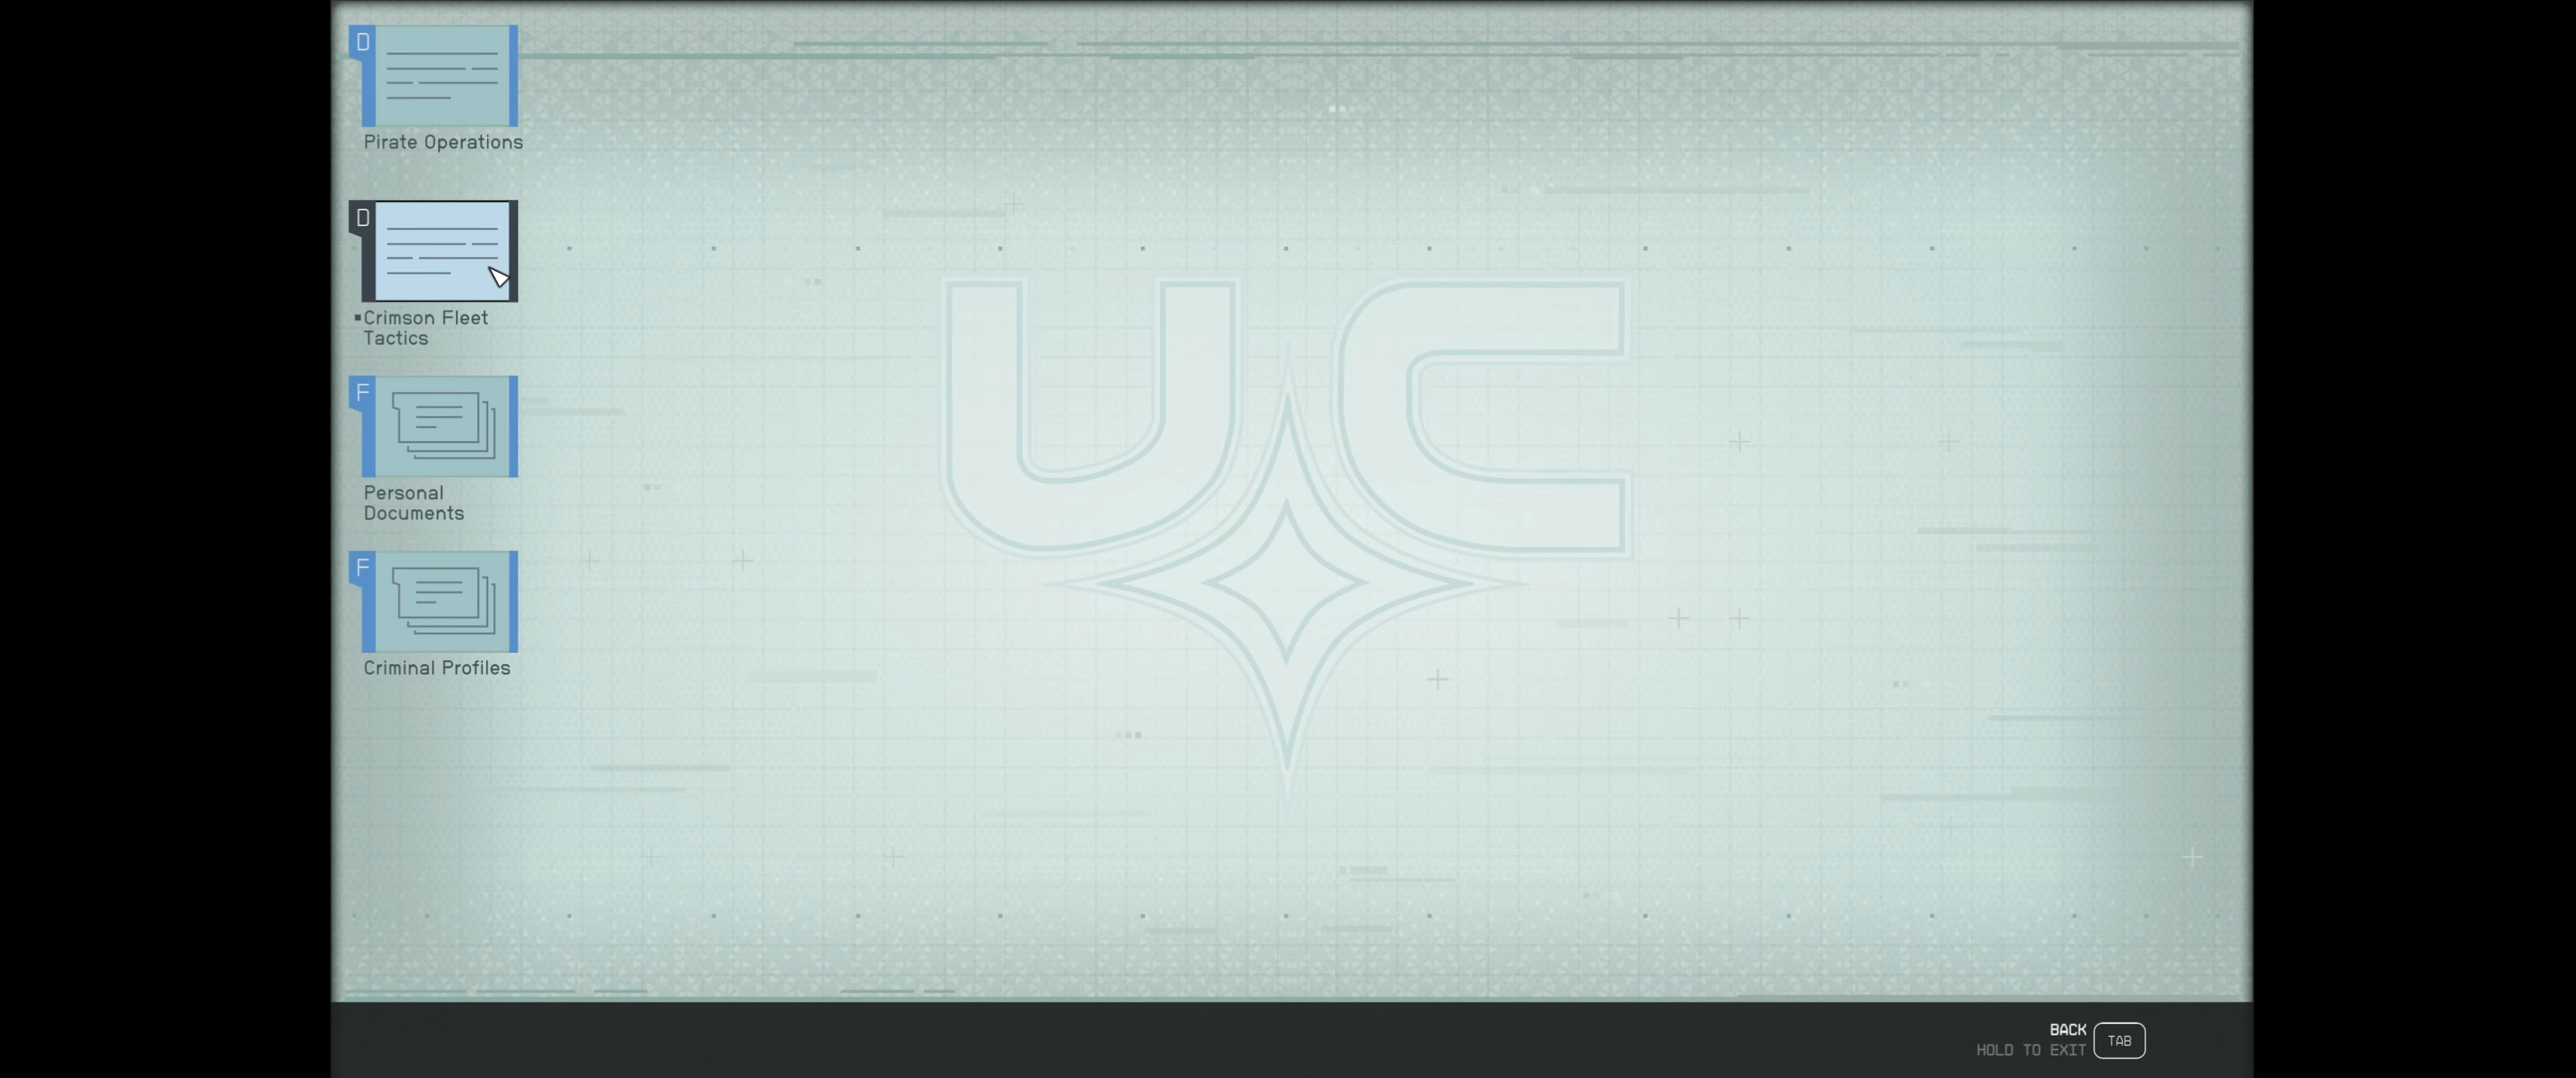 D
Pirate Operations
D
Crimson Fleet
Tactics
F
Personal
Documents
F
Criminal Profiles
UC
BACK
HOLD TO EXIT
TAB